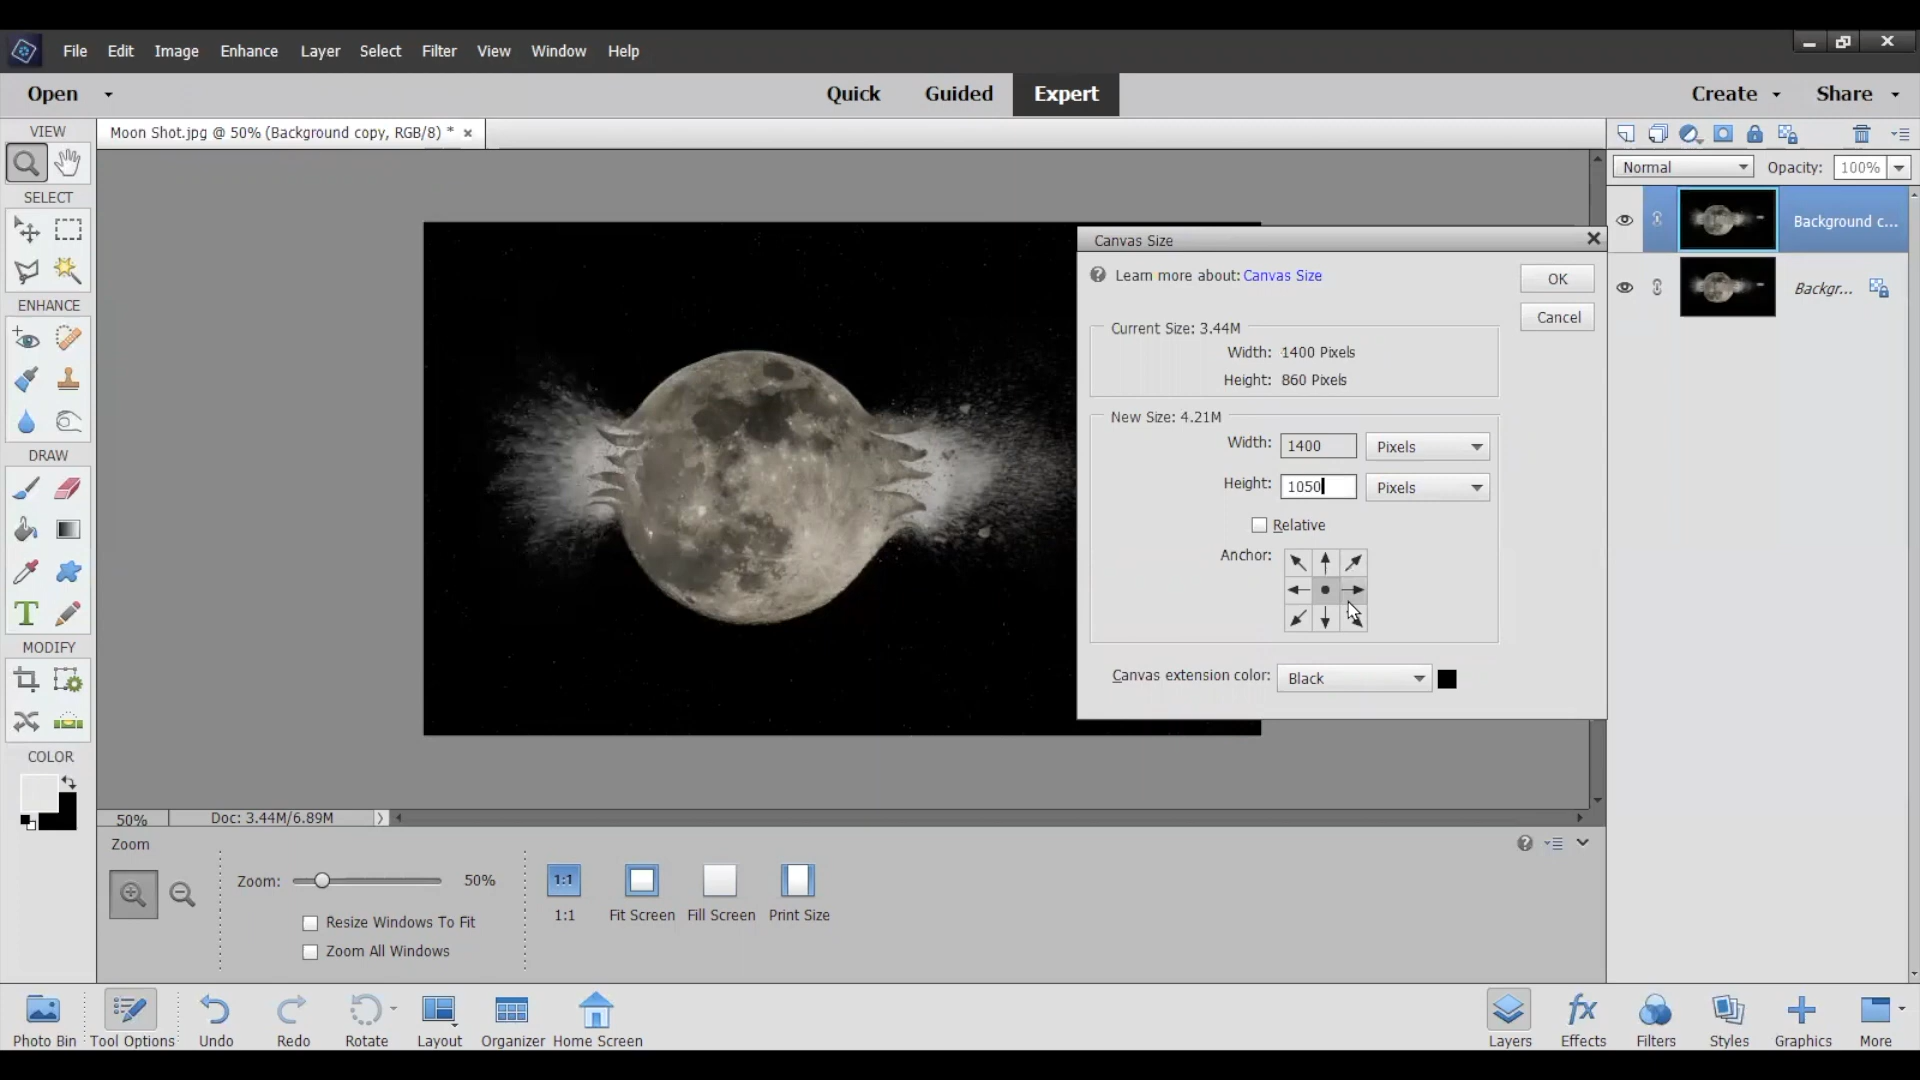 File Edit Image Enhance Layer Select Filter View Window Help
Open Quick Guided Expert Create Share
VIEW
Moon Shot.jpg @ 50% (Background copy, RGB/8) * ×
SELECT
ENHANCE
DRAW
T
MODIFY
COLOR
Normal Opacity: 100%
Background c...
Backgr...
Canvas Size
Learn more about: Canvas Size
OK
Cancel
Current Size: 3.44M
Width: 1400 Pixels
Height: 860 Pixels
New Size: 4.21M
Width: 1400 Pixels
Height: 1050 Pixels
Relative
Anchor:
Canvas extension color: Black
50% Doc: 3.44M/6.89M
Zoom
Zoom: 50%
Resize Windows To Fit
Zoom All Windows
1:1
1:1 Fit Screen Fill Screen Print Size
fx
Photo Bin Tool Options Undo Redo Rotate Layout Organizer Home Screen Layers Effects Filters Styles Graphics More